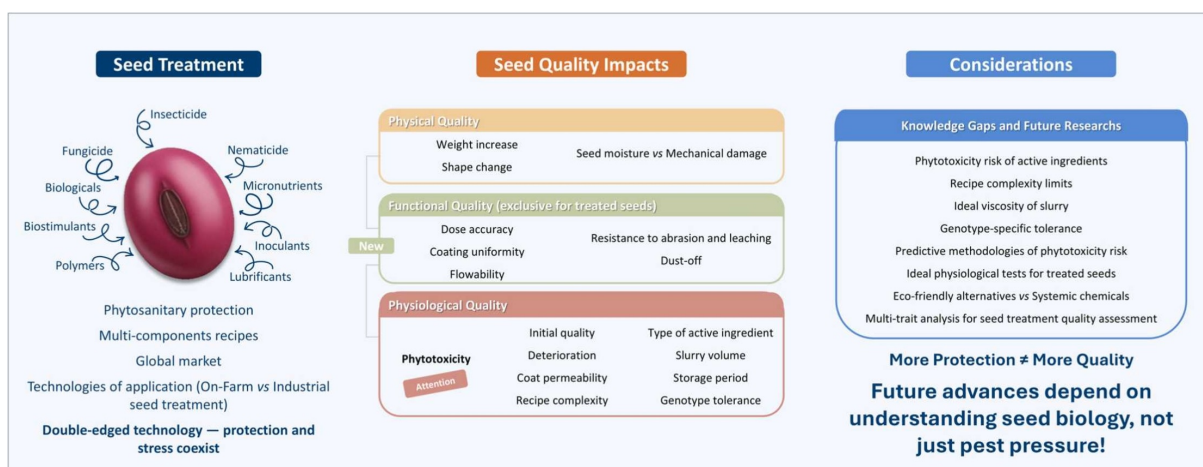 Seed Treatment
Insecticide
Fungicide
Nematicide
Biologicals
Micronutrients
Biostimulants
Inoculants
Polymers
Lubrificants
Phytosanitary protection
Multi-components recipes
Global market
Technologies of application (On-Farm vs Industrial
seed treatment)
Double-edged technology — protection and
stress coexist
Seed Quality Impacts
Physical Quality
Weight increase
Shape change
Seed moisture vs Mechanical damage
New
Functional Quality (exclusive for treated seeds)
Dose accuracy
Coating uniformity
Flowability
Resistance to abrasion and leaching
Dust-off
Physiological Quality
Phytotoxicity
Attention
Initial quality
Deterioration
Coat permeability
Recipe complexity
Type of active ingredient
Slurry volume
Storage period
Genotype tolerance
Considerations
Knowledge Gaps and Future Researchs
Phytotoxicity risk of active ingredients
Recipe complexity limits
Ideal viscosity of slurry
Genotype-specific tolerance
Predictive methodologies of phytotoxicity risk
Ideal physiological tests for treated seeds
Eco-friendly alternatives vs Systemic chemicals
Multi-trait analysis for seed treatment quality assessment
More Protection ≠ More Quality
Future advances depend on
understanding seed biology, not
just pest pressure!